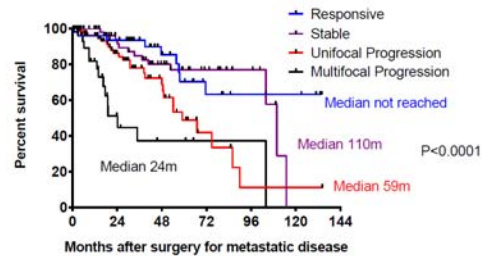 Responsive
Stable
Unifocal Progression
Multifocal Progression
Percent survival
100
80
60
40
20
0
Median not reached
Median 110m
P<0.0001
Median 24m
Median 59m
0 24 48 72 96 120 144
Months after surgery for metastatic disease